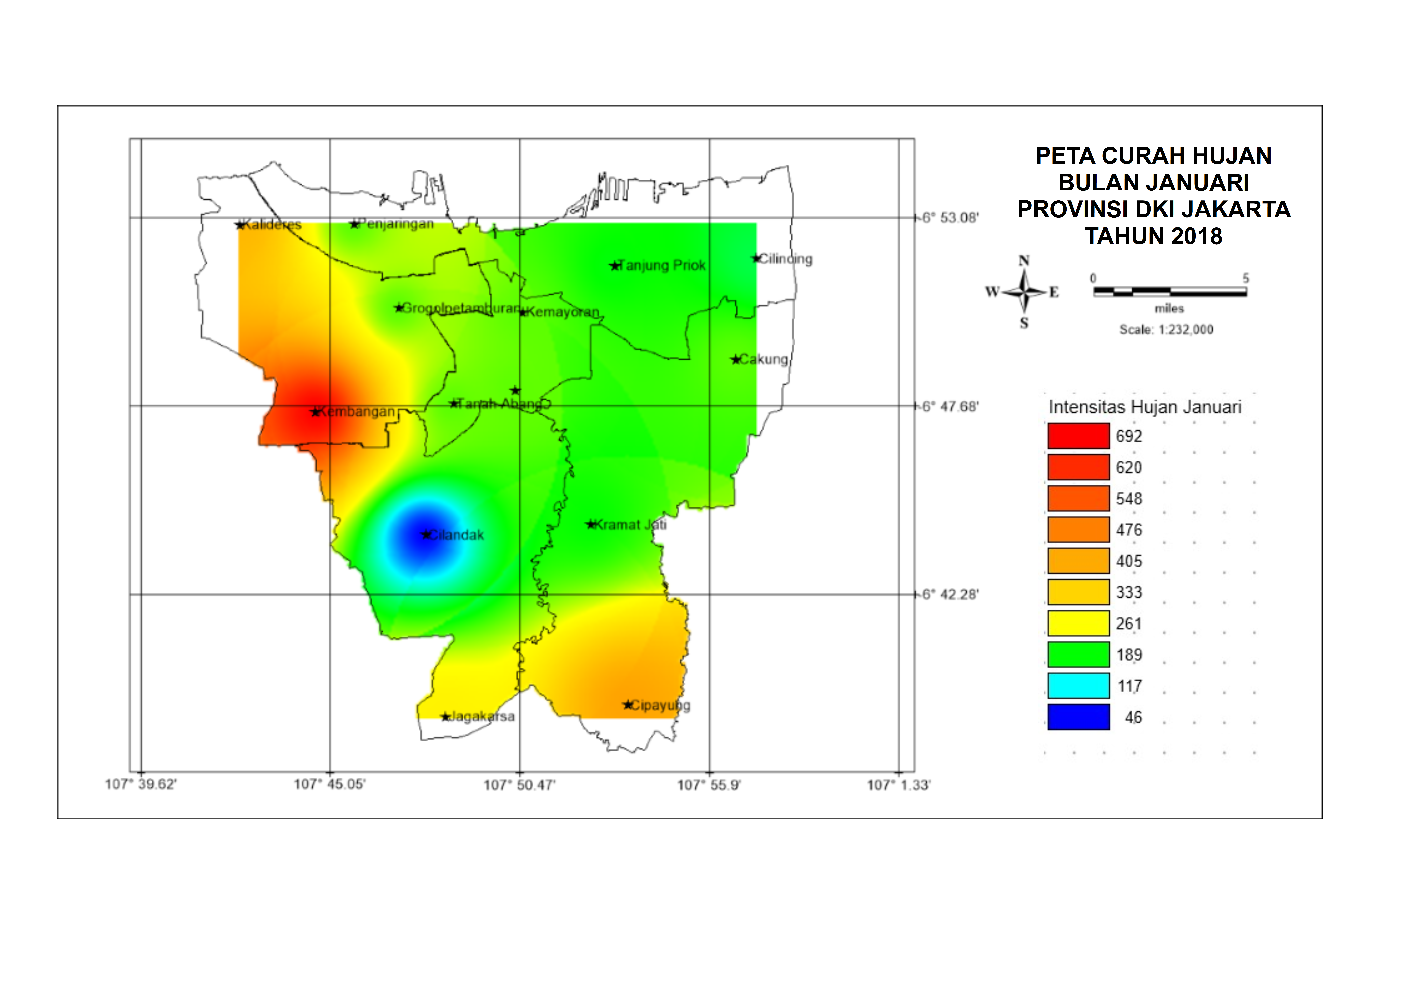 PETA CURAH HUJAN
BULAN JANUARI
PROVINSI DKI JAKARTA
TAHUN 2018
N
W E
S
0 5
miles
Scale: 1:232,000
Kalideres
Penjaringan
-6° 53.08'
Tanjung Priok
Cilincing
Grogolpetamburan
Kemayoran
Cakung
Tanah Abang
-6° 47.68'
Kembangan
Kramat Jati
Cilandak
-6° 42.28'
Cipayung
Jagakarsa
107° 39.62'
107° 45.05'
107° 50.47'
107° 55.9'
107° 1.33'
Intensitas Hujan Januari
692
620
548
476
405
333
261
189
117
46